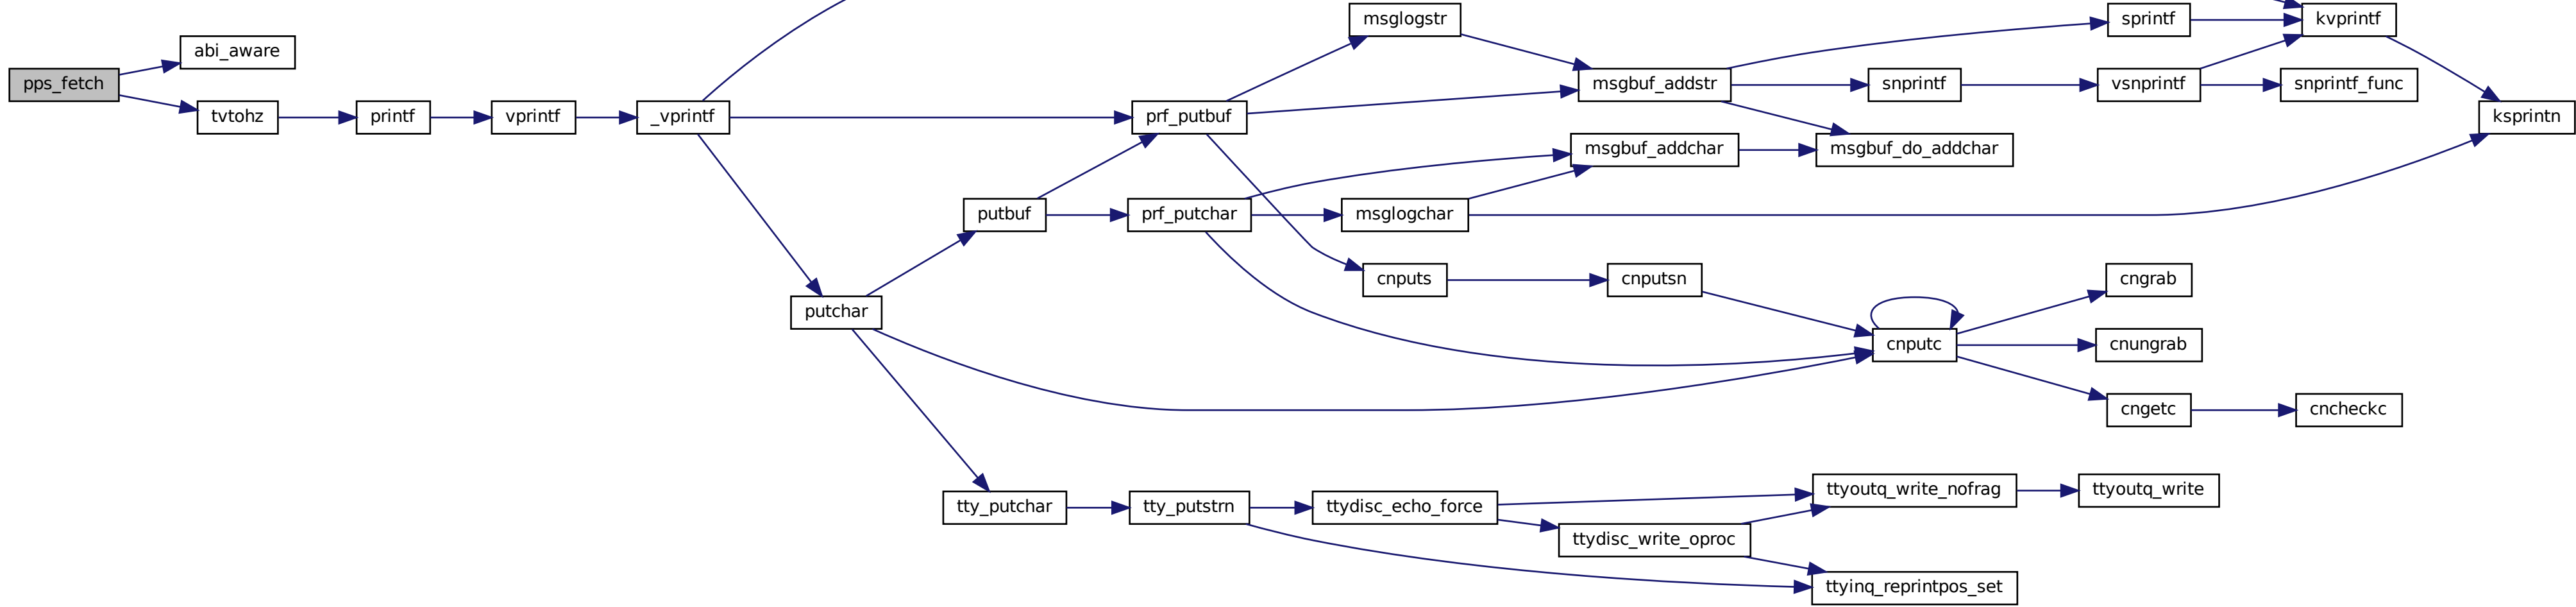 msglogstr
sprintf
kvprintf
abi_aware
pps_fetch
msgbuf_addstr
snprintf
vsnprintf
snprintf_func
tvtohz
printf
vprintf
_vprintf
prf_putbuf
ksprintn
msgbuf_addchar
msgbuf_do_addchar
putbuf
prf_putchar
msglogchar
cnputs
cnputsn
cngrab
putchar
cnputc
cnungrab
cngetc
cncheckc
tty_putchar
tty_putstrn
ttydisc_echo_force
ttyoutq_write_nofrag
ttyoutq_write
ttydisc_write_oproc
ttyinq_reprintpos_set